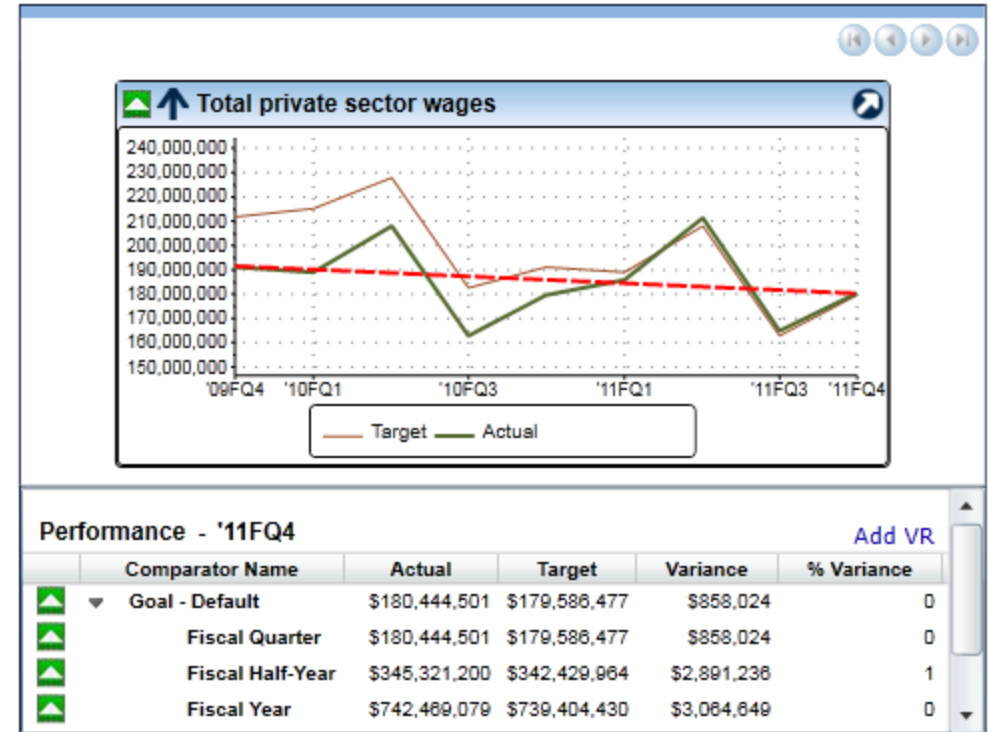 Total private sector wages
240,000,000
230,000,000
220,000,000
210,000,000
200,000,000
190,000,000
180,000,000
170,000,000
160,000,000
150,000,000
'09FQ4 '10FQ1 '10FQ3 '11FQ1 '11FQ3 '11FQ4
Target Actual
Performance - '11FQ4
Add VR
Comparator Name Actual Target Variance % Variance
Goal - Default $180,444,501 $179,586,477 $858,024 0
Fiscal Quarter $180,444,501 $179,586,477 $858,024 0
Fiscal Half-Year $345,321,200 $342,429,964 $2,891,236 1
Fiscal Year $742,469,079 $739,404,430 $3,064,649 0